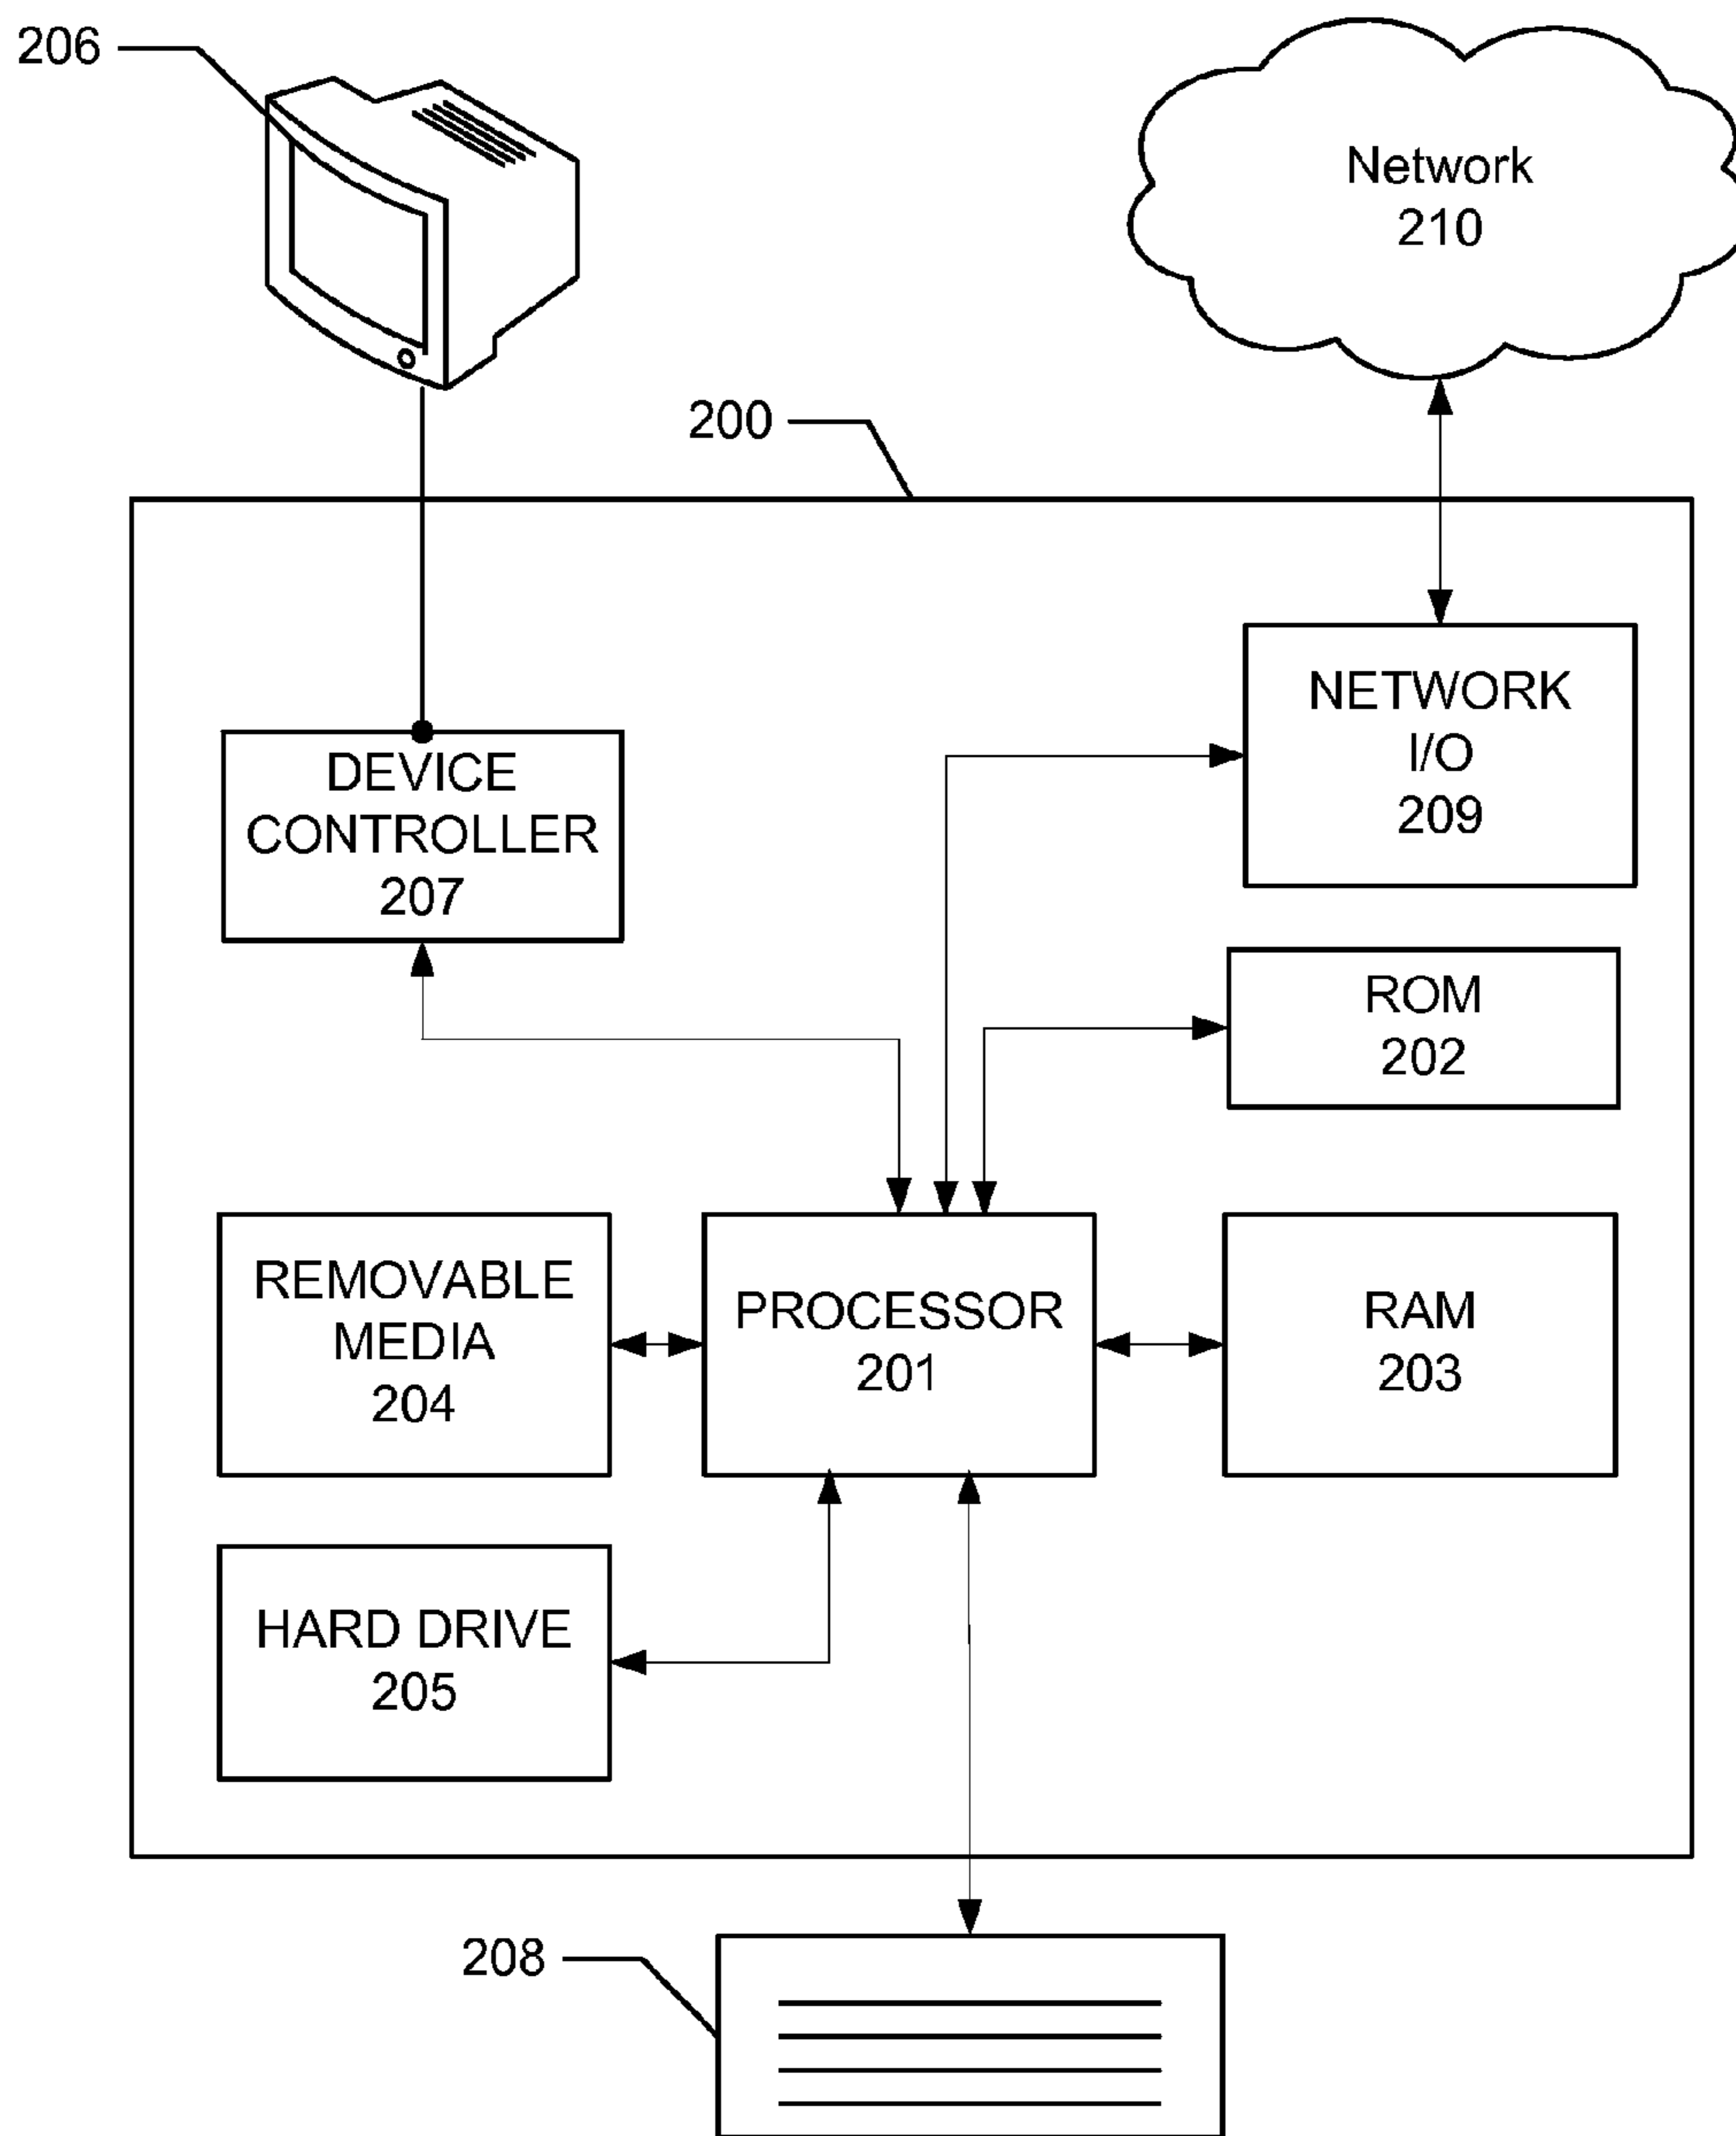 206
Network
210
200
NETWORK
I/O
209
DEVICE
CONTROLLER
207
ROM
202
REMOVABLE
MEDIA
204
PROCESSOR
201
RAM
203
HARD DRIVE
205
208